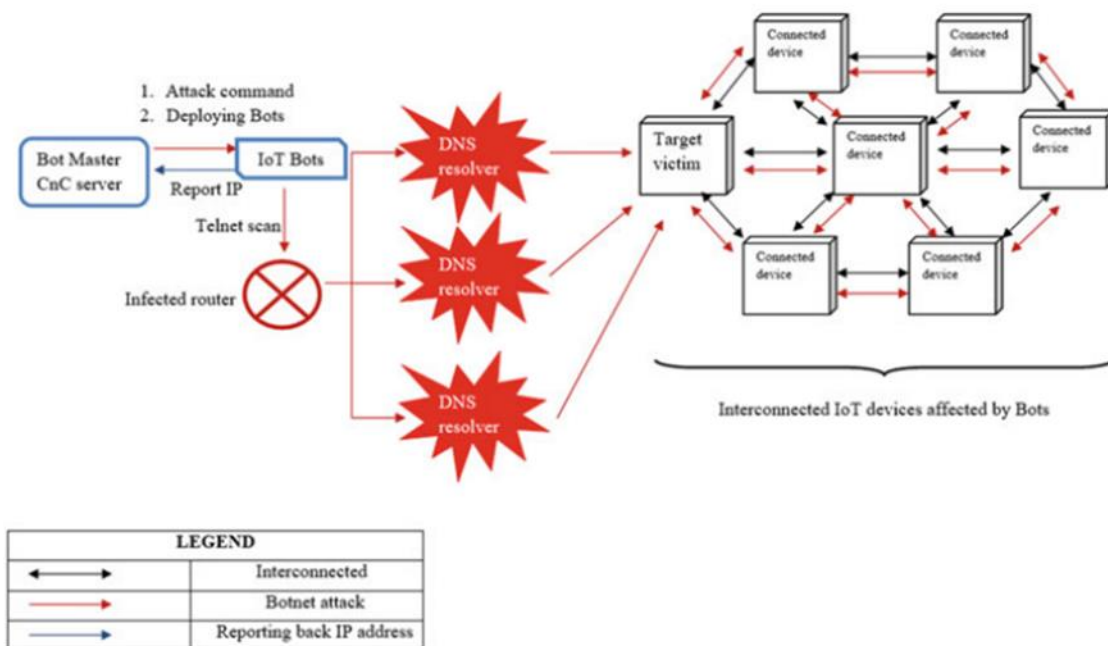 1. Attack command
2. Deploying Bots
Bot Master
CnC server
IoT Bots
Report IP
Telnet scan
Infected router
DNS
resolver
DNS
resolver
DNS
resolver
Target
victim
Connected
device
Connected
device
Connected
device
Connected
device
Connected
device
Connected
device
Interconnected IoT devices affected by Bots
LEGEND
Interconnected
Botnet attack
Reporting back IP address